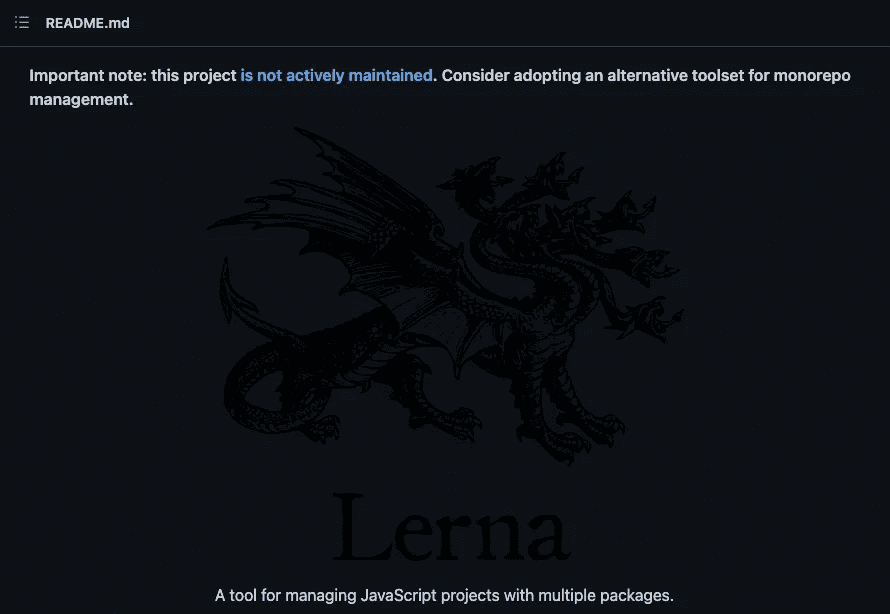 README.md
Important note: this project is not actively maintained. Consider adopting an alternative toolset for monorepo
management.
Lerna
A tool for managing JavaScript projects with multiple packages.